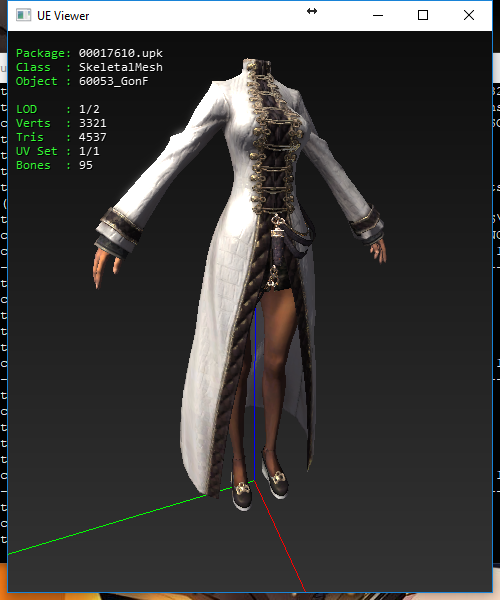 UE Viewer
Package: 00017610.upk
Class  : SkeletalMesh
Object : 60053_GonF
LOD    : 1/2
Verts  : 3321
Tris   : 4537
UV Set : 1/1
Bones  : 95